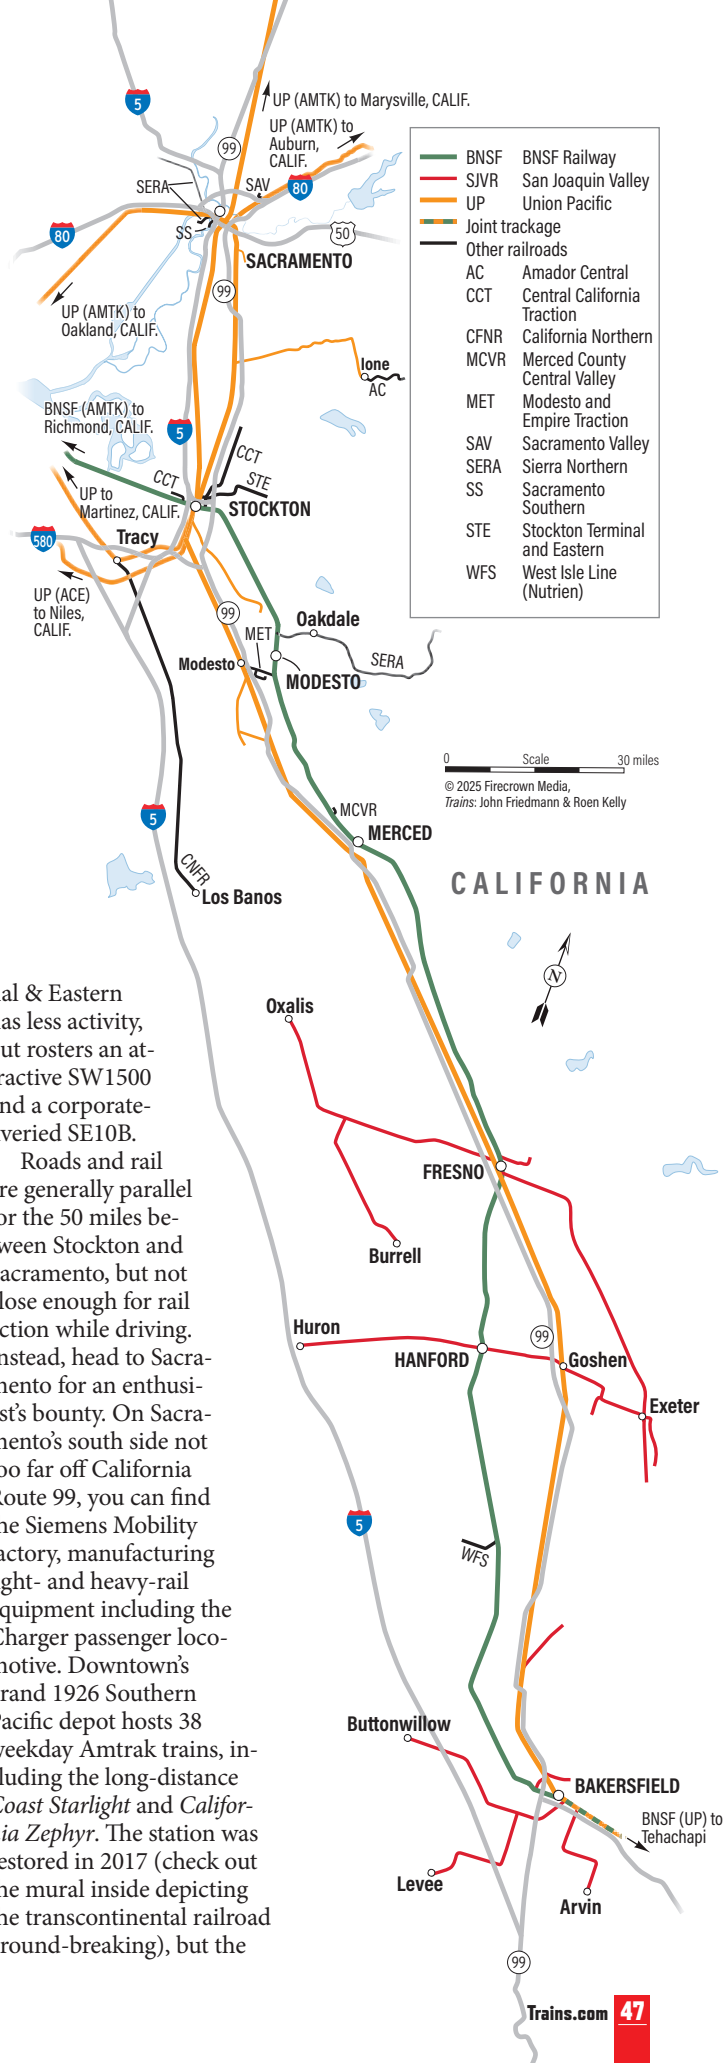 5
UP (AMTK) to Marysville, CALIF.
99
UP (AMTK) to
Auburn,
CALIF.
SERA
SAV
80
SS
80
50
SACRAMENTO
99
UP (AMTK) to
Oakland, CALIF.
Ione
AC
BNSF (AMTK) to
Richmond, CALIF.
5
CCT
CCT
STE
UP to
Martinez, CALIF.
STOCKTON
580
Tracy
UP (ACE)
to Niles,
CALIF.
99
MET
Oakdale
SERA
Modesto
MODESTO
BNSF BNSF Railway
SJVR San Joaquin Valley
UP Union Pacific
Joint trackage
Other railroads
AC Amador Central
CCT Central California
Traction
CFNR California Northern
MCVR Merced County
Central Valley
MET Modesto and
Empire Traction
SAV Sacramento Valley
SERA Sierra Northern
SS Sacramento
Southern
STE Stockton Terminal
and Eastern
WFS West Isle Line
(Nutrien)
0 Scale 30 miles
© 2025 Firecrown Media,
Trains: John Friedmann & Roen Kelly
5
MCVR
MERCED
CNFR
Los Banos
CALIFORNIA
N
Oxalis
FRESNO
Burrell
Huron
99
HANFORD
Goshen
Exeter
5
WFS
Buttonwillow
BAKERSFIELD
BNSF (UP) to
Tehachapi
Levee
Arvin
99
al & Eastern
as less activity,
ut rosters an at-
ractive SW1500
nd a corporate-
veried SE10B.
Roads and rail
re generally parallel
or the 50 miles be-
ween Stockton and
acramento, but not
lose enough for rail
ction while driving.
nstead, head to Sacra-
mento for an enthusi-
st's bounty. On Sacra-
mento's south side not
oo far off California
Route 99, you can find
he Siemens Mobility
actory, manufacturing
ght- and heavy-rail
quipment including the
Charger passenger loco-
motive. Downtown's
rand 1926 Southern
Pacific depot hosts 38
weekday Amtrak trains, in-
luding the long-distance
Coast Starlight and Califor-
ia Zephyr. The station was
estored in 2017 (check out
he mural inside depicting
he transcontinental railroad
round-breaking), but the
Trains.com 47